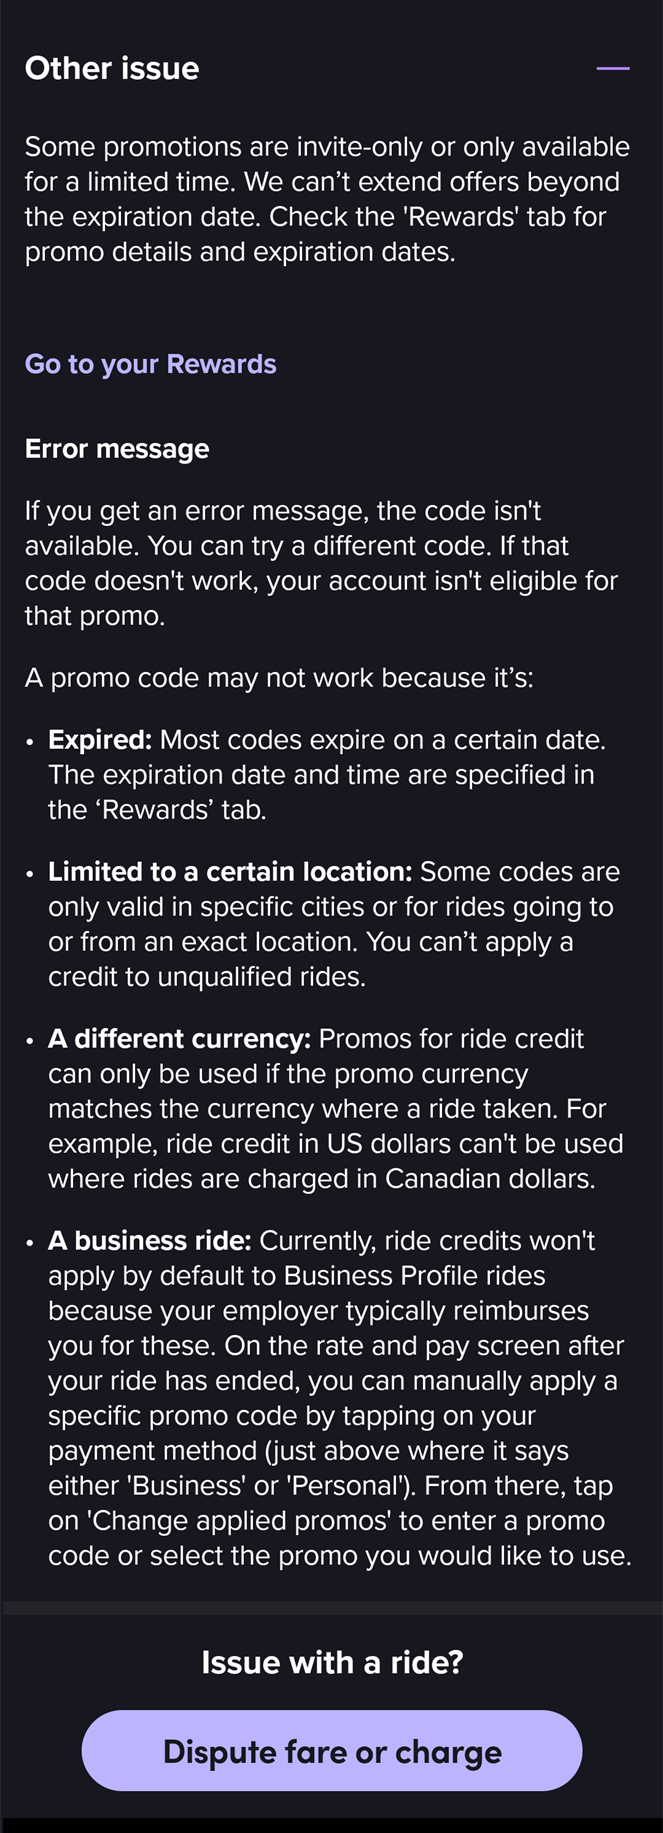 Other issue
Some promotions are invite-only or only available
for a limited time. We can’t extend offers beyond
the expiration date. Check the 'Rewards' tab for
promo details and expiration dates.
Go to your Rewards
Error message
If you get an error message, the code isn't
available. You can try a different code. If that
code doesn't work, your account isn't eligible for
that promo.
A promo code may not work because it’s:
• Expired: Most codes expire on a certain date.
The expiration date and time are specified in
the ‘Rewards’ tab.
• Limited to a certain location: Some codes are
only valid in specific cities or for rides going to
or from an exact location. You can’t apply a
credit to unqualified rides.
• A different currency: Promos for ride credit
can only be used if the promo currency
matches the currency where a ride taken. For
example, ride credit in US dollars can't be used
where rides are charged in Canadian dollars.
• A business ride: Currently, ride credits won't
apply by default to Business Profile rides
because your employer typically reimburses
you for these. On the rate and pay screen after
your ride has ended, you can manually apply a
specific promo code by tapping on your
payment method (just above where it says
either 'Business' or 'Personal'). From there, tap
on 'Change applied promos' to enter a promo
code or select the promo you would like to use.
Issue with a ride?
Dispute fare or charge